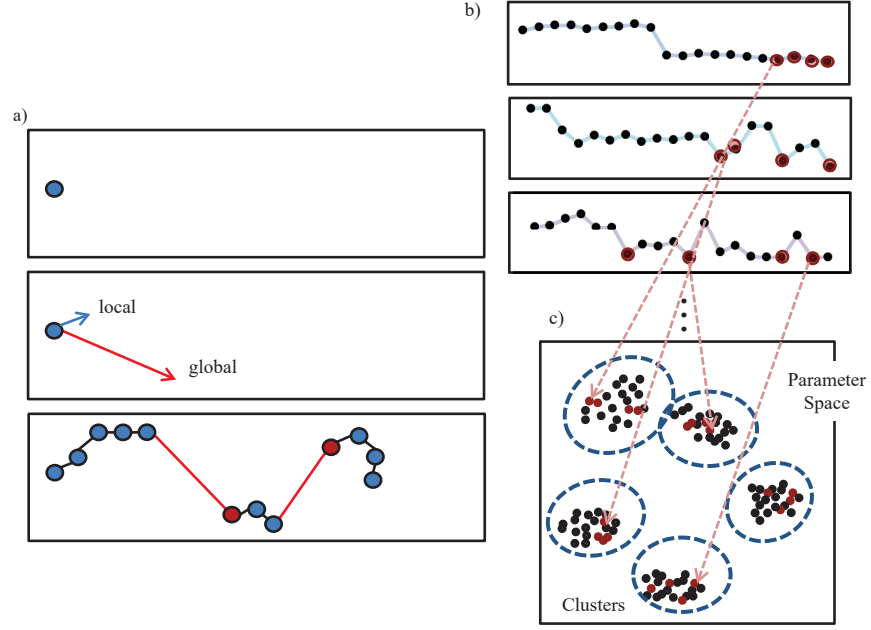 a)
local
global
b)
c)
Parameter
Space
Clusters